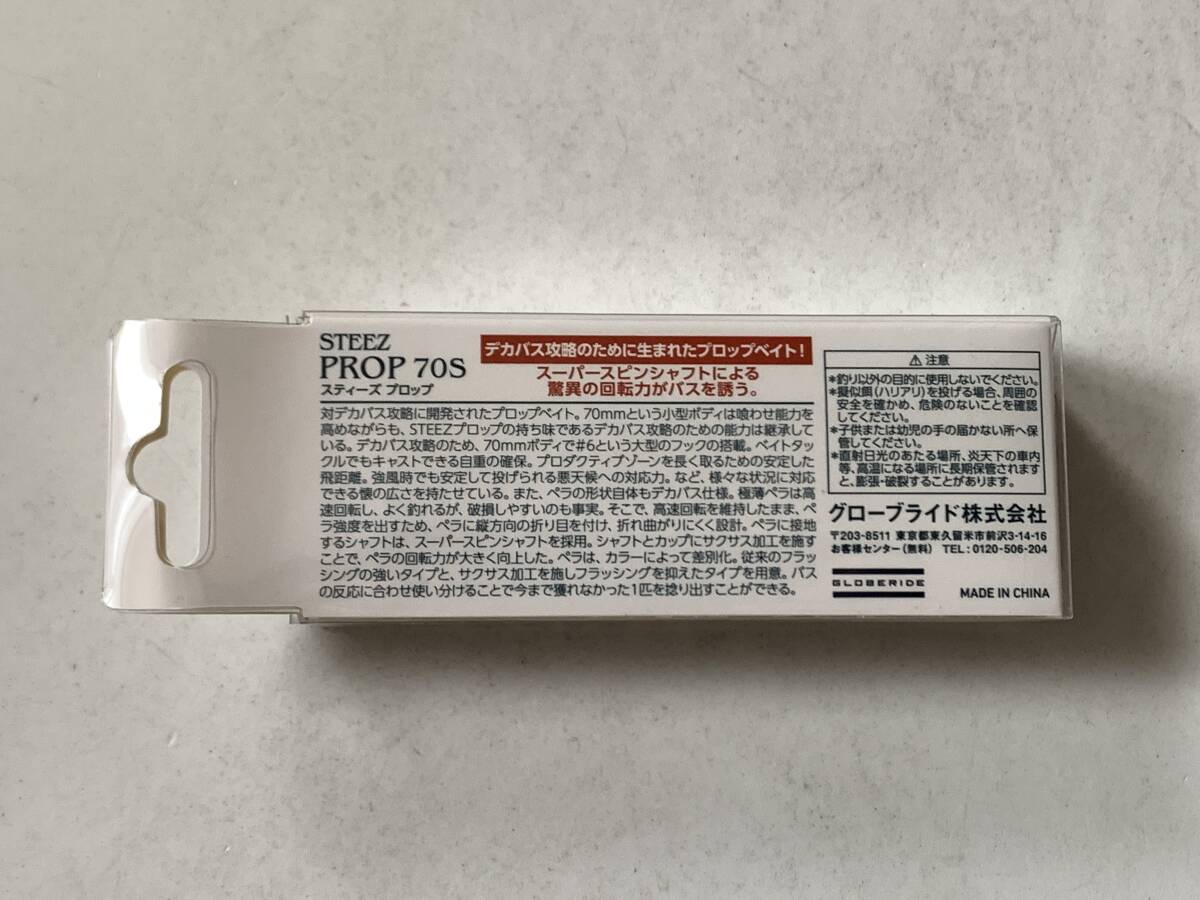 STEEZ
PROP 70S
スティーズ プロップ
デカバス攻略のために生まれたプロップベイト!
スーパースピンシャフトによる
驚異の回転力がバスを誘う。
対デカバス攻略に開発されたプロップベイト。70mmという小型ボディは喰わせ能力を
高めながらも、STEEZプロップの持ち味であるデカバス攻略のための能力は継承して
いる。デカバス攻略のため、70mmボディで#6という大型のフックの搭載。ベイトタッ
クルでもキャストできる自重の確保。プロダクティブゾーンを長く取るための安定した
飛距離。強風時でも安定して投げられる悪天候への対応力。など、様々な状況に対応
できる懐の広さを持たせている。また、ペラの形状自体もデカバス仕様。極薄ペラは高
速回転し、よく釣れるが、破損しやすいのも事実。そこで、高速回転を維持したまま、ペ
ラ強度を出すため、ペラに縦方向の折り目を付け、折れ曲がりにくく設計。ペラに接地
するシャフトは、スーパースピンシャフトを採用。シャフトとカップにサクサス加工を施す
ことで、ペラの回転力が大きく向上した。ペラは、カラーによって差別化。従来のフラッ
シングの強いタイプと、サクサス加工を施しフラッシングを抑えたタイプを用意。バス
の反応に合わせ使い分けることで今まで獲れなかった1匹を捻り出すことができる。
⚠注意
*釣り以外の目的に使用しないでください。
*擬似餌(ハリアリ)を投げる場合、周囲の
安全を確かめ、危険のないことを確認
してください。
*子供または幼児の手の届かない所へ保
管してください。
*直射日光のあたる場所、炎天下の車内
等、高温になる場所に長期保管されます
と、膨張・破裂することがあります。
グローブライド株式会社
〒203-8511 東京都東久留米市前沢3-14-16
お客様センター(無料) TEL:0120-506-204
GLOBERIDE
MADE IN CHINA